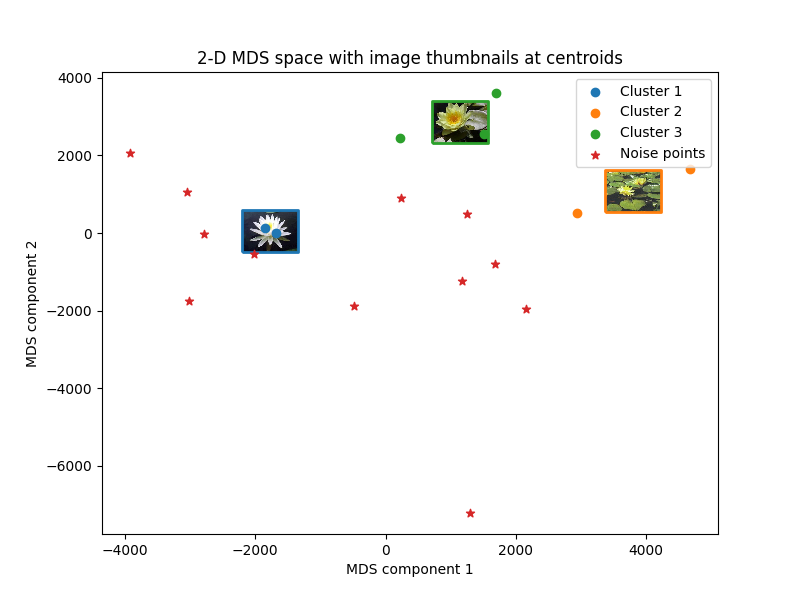 2-D MDS space with image thumbnails at centroids
Cluster 1
Cluster 2
Cluster 3
Noise points
4000
2000
0
−2000
−4000
−6000
MDS component 2
−4000
−2000
0
2000
4000
MDS component 1